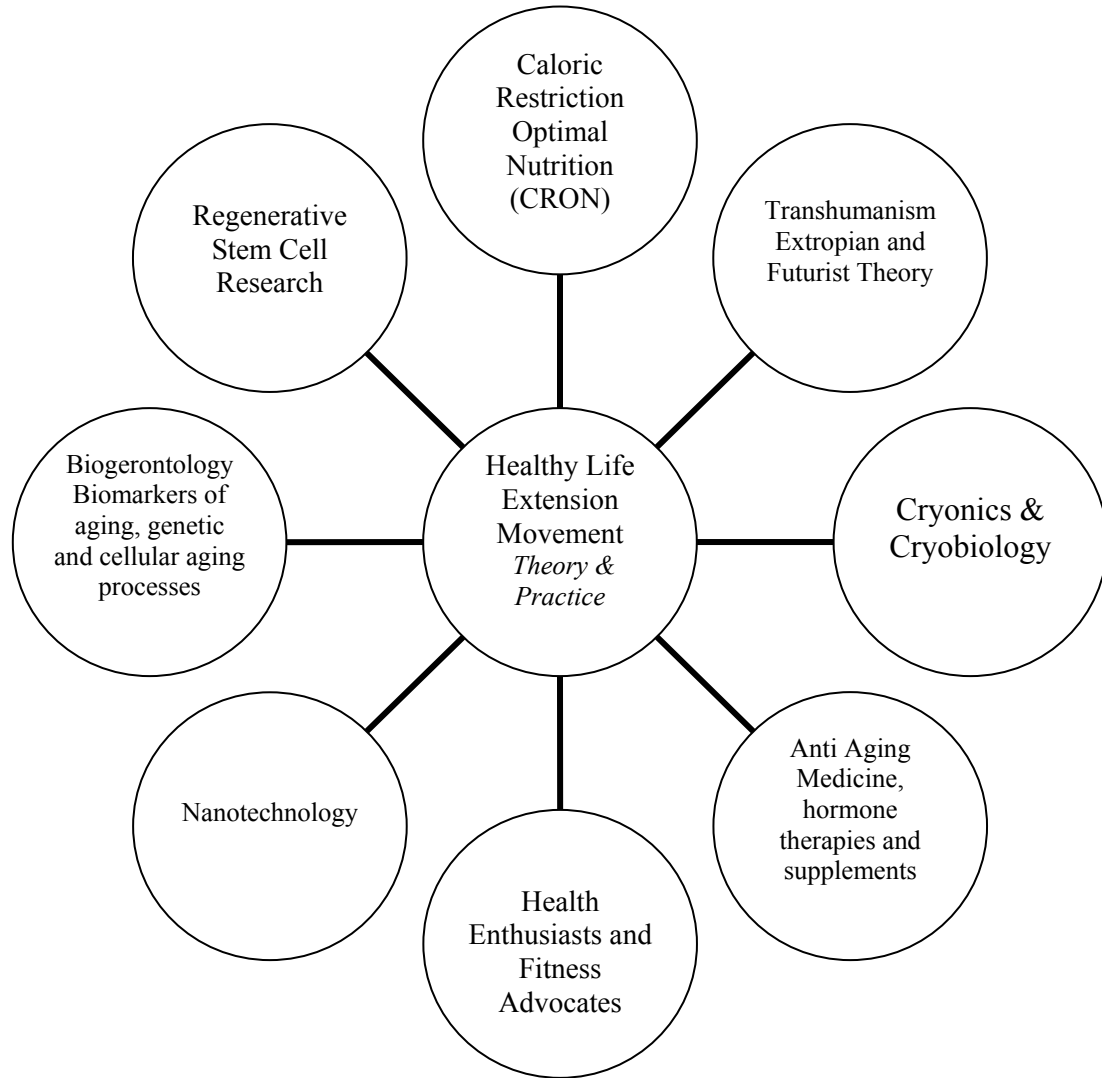 Caloric
Restriction
Optimal
Nutrition
(CRON)
Regenerative
Stem Cell
Research
Transhumanism
Extropian and
Futurist Theory
Biogerontology
Biomarkers of
aging, genetic
and cellular aging
processes
Healthy Life
Extension
Movement
Theory &
Practice
Cryonics &
Cryobiology
Nanotechnology
Anti Aging
Medicine,
hormone
therapies and
supplements
Health
Enthusiasts and
Fitness
Advocates